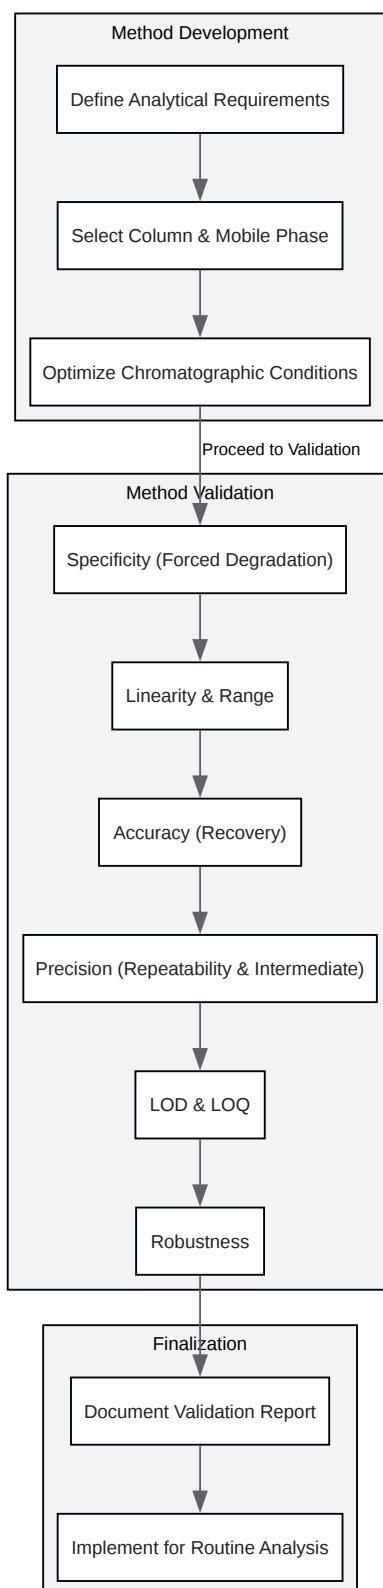 Method Development
Define Analytical Requirements
Select Column & Mobile Phase
Optimize Chromatographic Conditions
Proceed to Validation
Method Validation
Specificity (Forced Degradation)
Linearity & Range
Accuracy (Recovery)
Precision (Repeatability & Intermediate)
LOD & LOQ
Robustness
Finalization
Document Validation Report
Implement for Routine Analysis